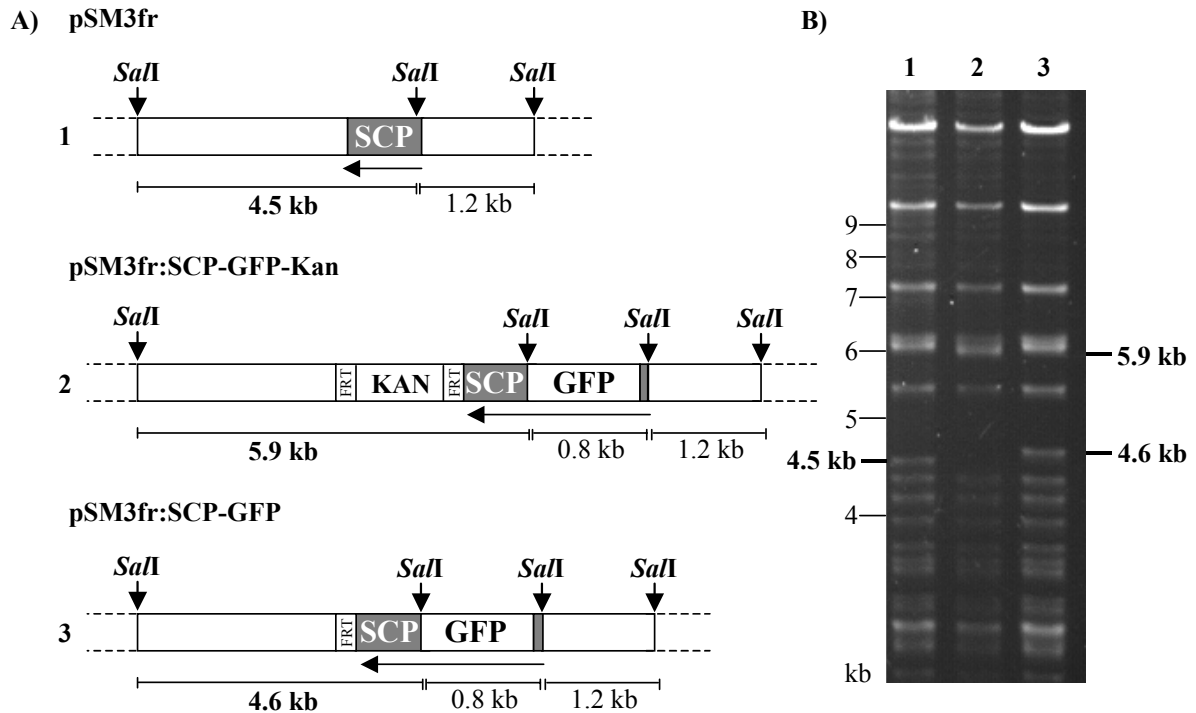 A) pSM3fr
SalI SalI SalI
1 SCP
4.5 kb 1.2 kb
pSM3fr:SCP-GFP-Kan
SalI SalI SalI SalI
2 FRT KAN FRT SCP GFP
5.9 kb 0.8 kb 1.2 kb
pSM3fr:SCP-GFP
SalI SalI SalI SalI
3 FRT SCP GFP
4.6 kb 0.8 kb 1.2 kb
B)
1 2 3
9
8
7
6
5.9 kb
5
4.5 kb
4.6 kb
4
kb